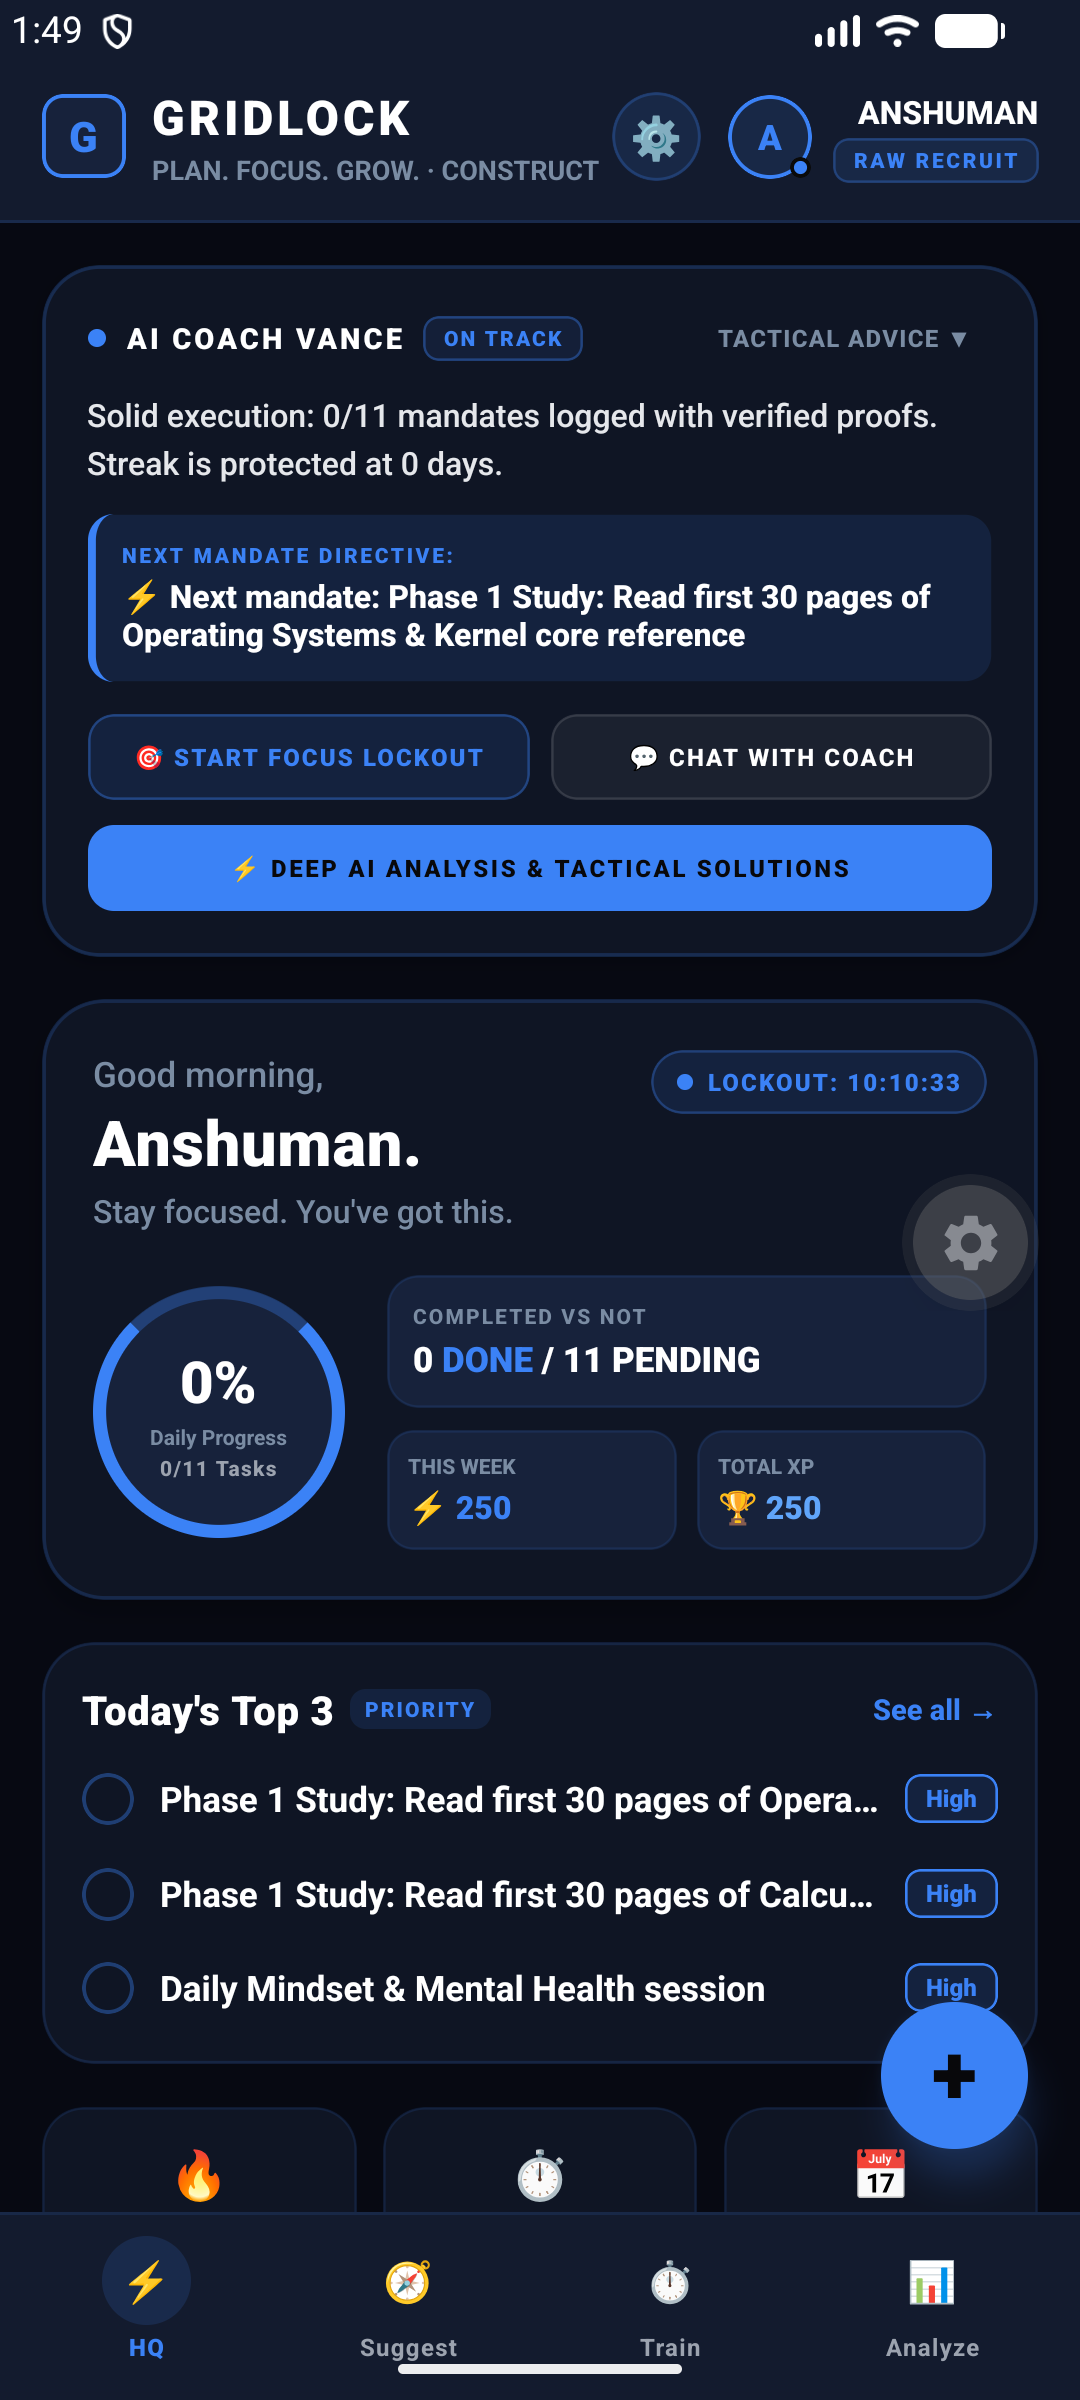 1:49
G
GRIDLOCK
PLAN. FOCUS. GROW. · CONSTRUCT
A
ANSHUMAN
RAW RECRUIT
AI COACH VANCE
ON TRACK
TACTICAL ADVICE ▼
Solid execution: 0/11 mandates logged with verified proofs.
Streak is protected at 0 days.
NEXT MANDATE DIRECTIVE:
⚡ Next mandate: Phase 1 Study: Read first 30 pages of
Operating Systems & Kernel core reference
🎯 START FOCUS LOCKOUT
💬 CHAT WITH COACH
⚡ DEEP AI ANALYSIS & TACTICAL SOLUTIONS
Good morning,
LOCKOUT: 10:10:33
Anshuman.
Stay focused. You've got this.
0%
Daily Progress
0/11 Tasks
COMPLETED VS NOT
0 DONE / 11 PENDING
THIS WEEK
⚡ 250
TOTAL XP
🏆 250
Today's Top 3
PRIORITY
See all →
Phase 1 Study: Read first 30 pages of Opera...
High
Phase 1 Study: Read first 30 pages of Calcu...
High
Daily Mindset & Mental Health session
High
+
July
17
HQ
Suggest
Train
Analyze